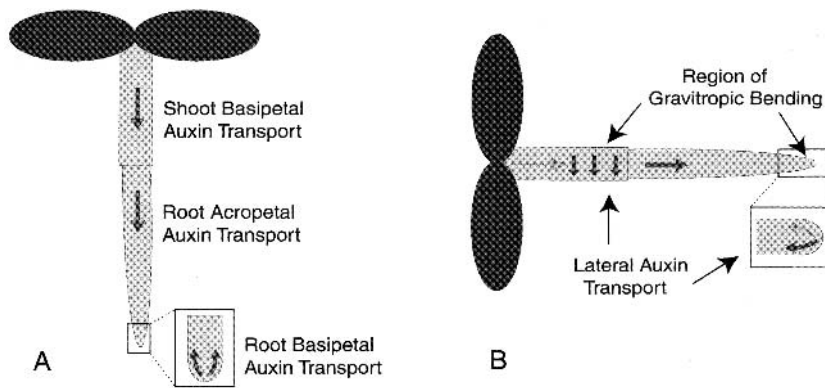 Shoot Basipetal
Auxin Transport
Root Acropetal
Auxin Transport
Root Basipetal
Auxin Transport
A
Region of
Gravitropic Bending
Lateral Auxin
Transport
B